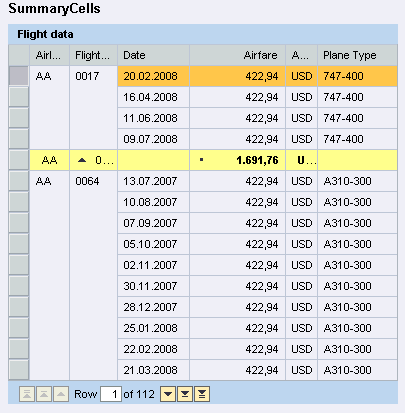 SummaryCells
Flight data
Airl... Flight... Date Airfare A... Plane Type
AA 0017 20.02.2008 422,94 USD 747-400
16.04.2008 422,94 USD 747-400
11.06.2008 422,94 USD 747-400
09.07.2008 422,94 USD 747-400
AA 0... 1.691,76 U...
AA 0064 13.07.2007 422,94 USD A310-300
10.08.2007 422,94 USD A310-300
07.09.2007 422,94 USD A310-300
05.10.2007 422,94 USD A310-300
02.11.2007 422,94 USD A310-300
30.11.2007 422,94 USD A310-300
28.12.2007 422,94 USD A310-300
25.01.2008 422,94 USD A310-300
22.02.2008 422,94 USD A310-300
21.03.2008 422,94 USD A310-300
Row 1 of 112